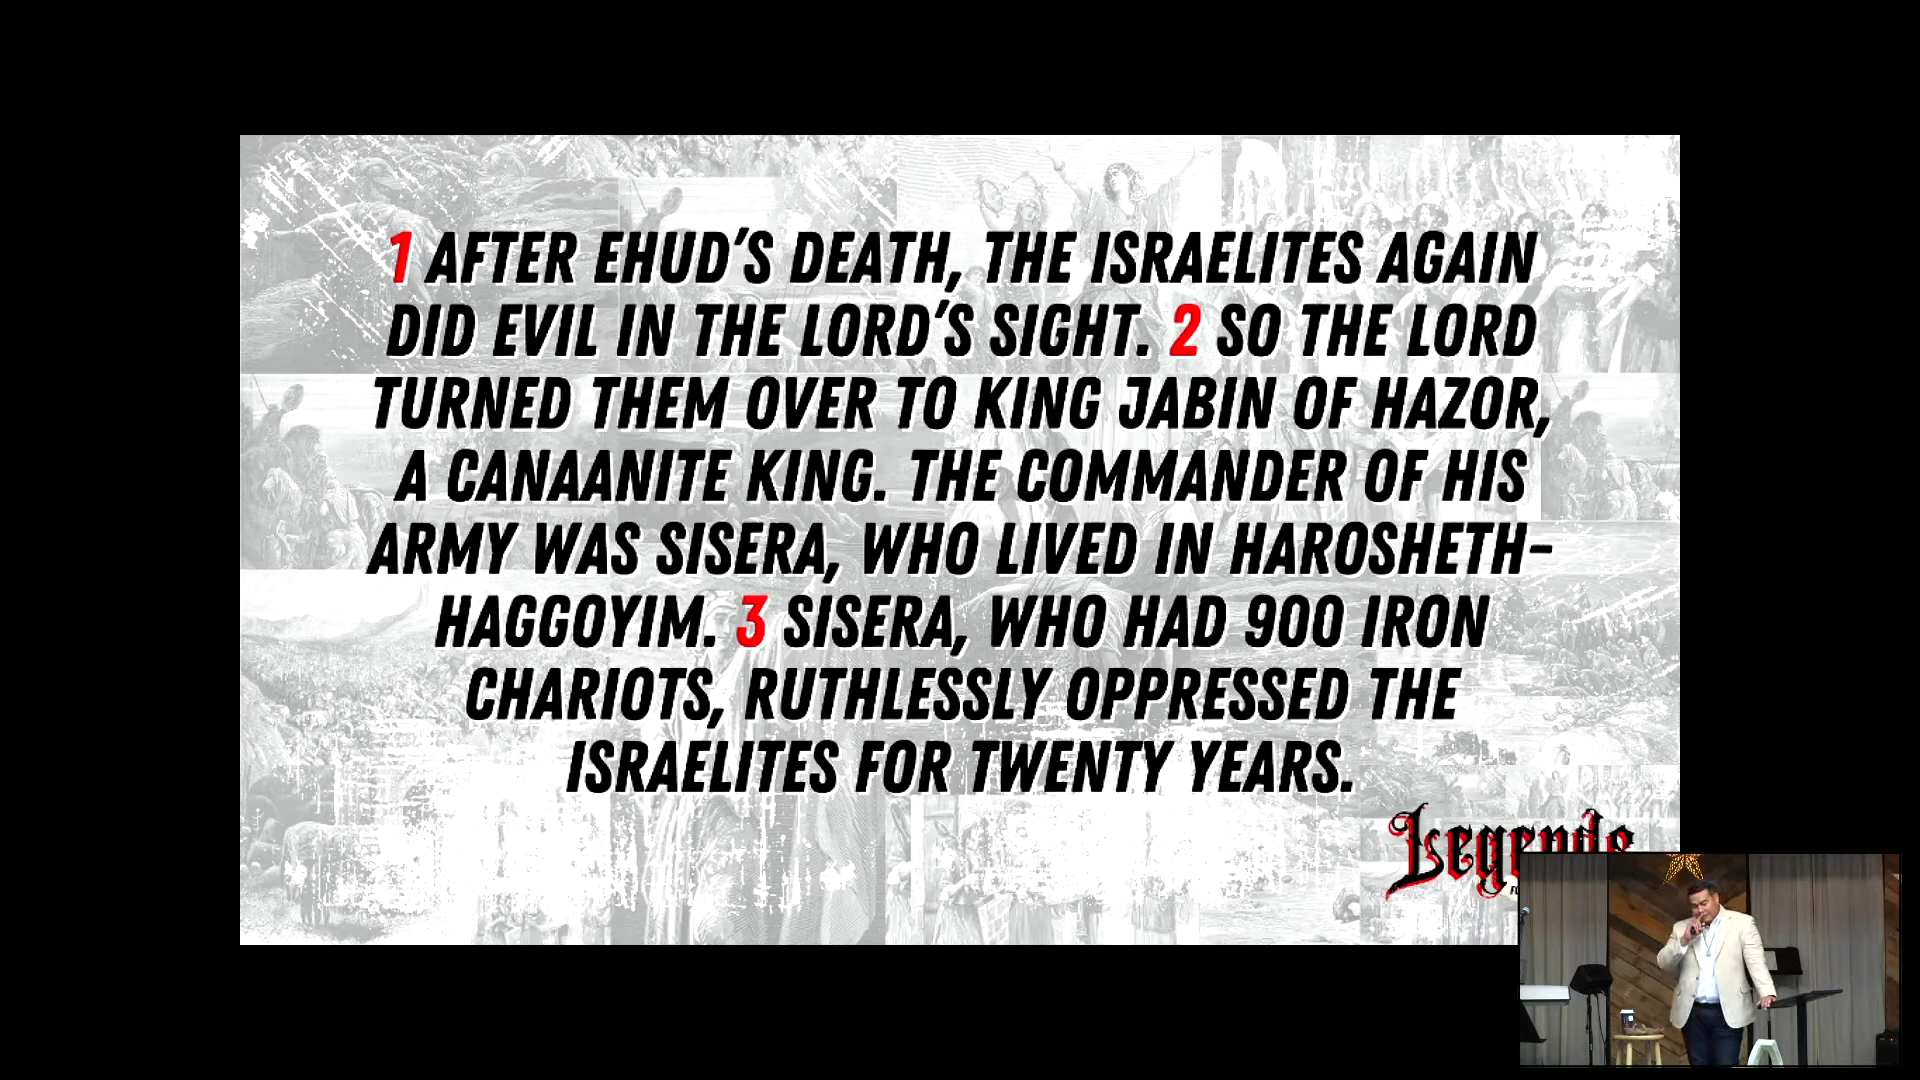 1 AFTER EHUD'S DEATH, THE ISRAELITES AGAIN
DID EVIL IN THE LORD'S SIGHT. 2 SO THE LORD
TURNED THEM OVER TO KING JABIN OF HAZOR,
A CANAANITE KING. THE COMMANDER OF HIS
ARMY WAS SISERA, WHO LIVED IN HAROSHETH-
HAGGOYIM. 3 SISERA, WHO HAD 900 IRON
CHARIOTS, RUTHLESSLY OPPRESSED THE
ISRAELITES FOR TWENTY YEARS.
Legends